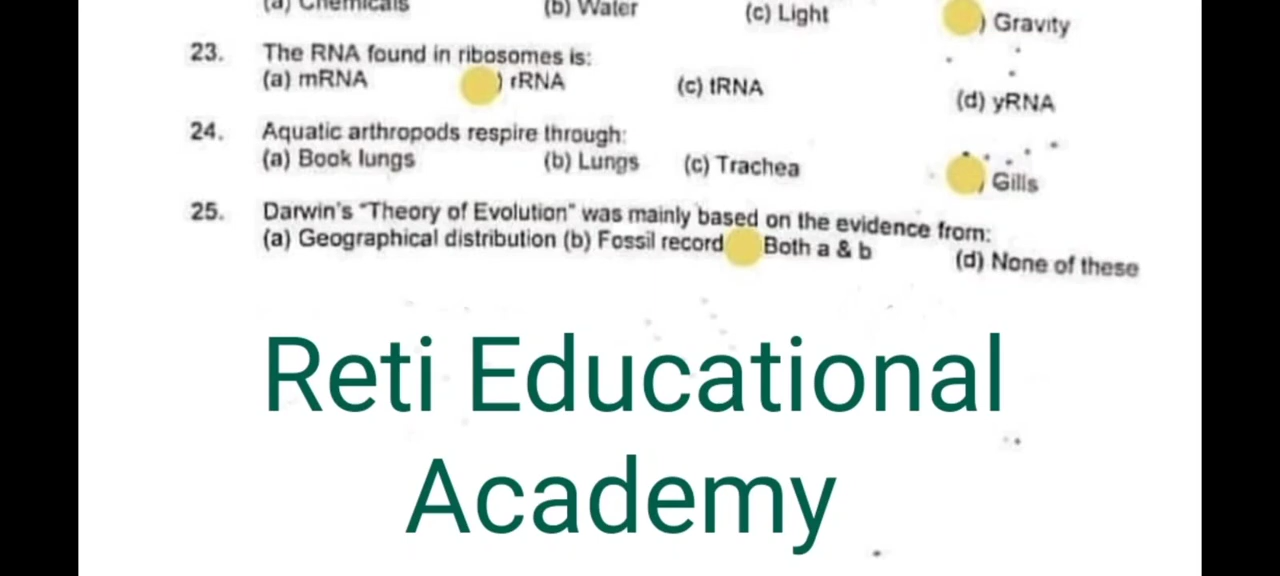 (a) Chemicals (b) Water (c) Light ) Gravity
23. The RNA found in ribosomes is:
(a) mRNA ) rRNA (c) tRNA (d) yRNA
24. Aquatic arthropods respire through:
(a) Book lungs (b) Lungs (c) Trachea ) Gills
25. Darwin's "Theory of Evolution" was mainly based on the evidence from:
(a) Geographical distribution (b) Fossil record Both a & b (d) None of these
Reti Educational
Academy